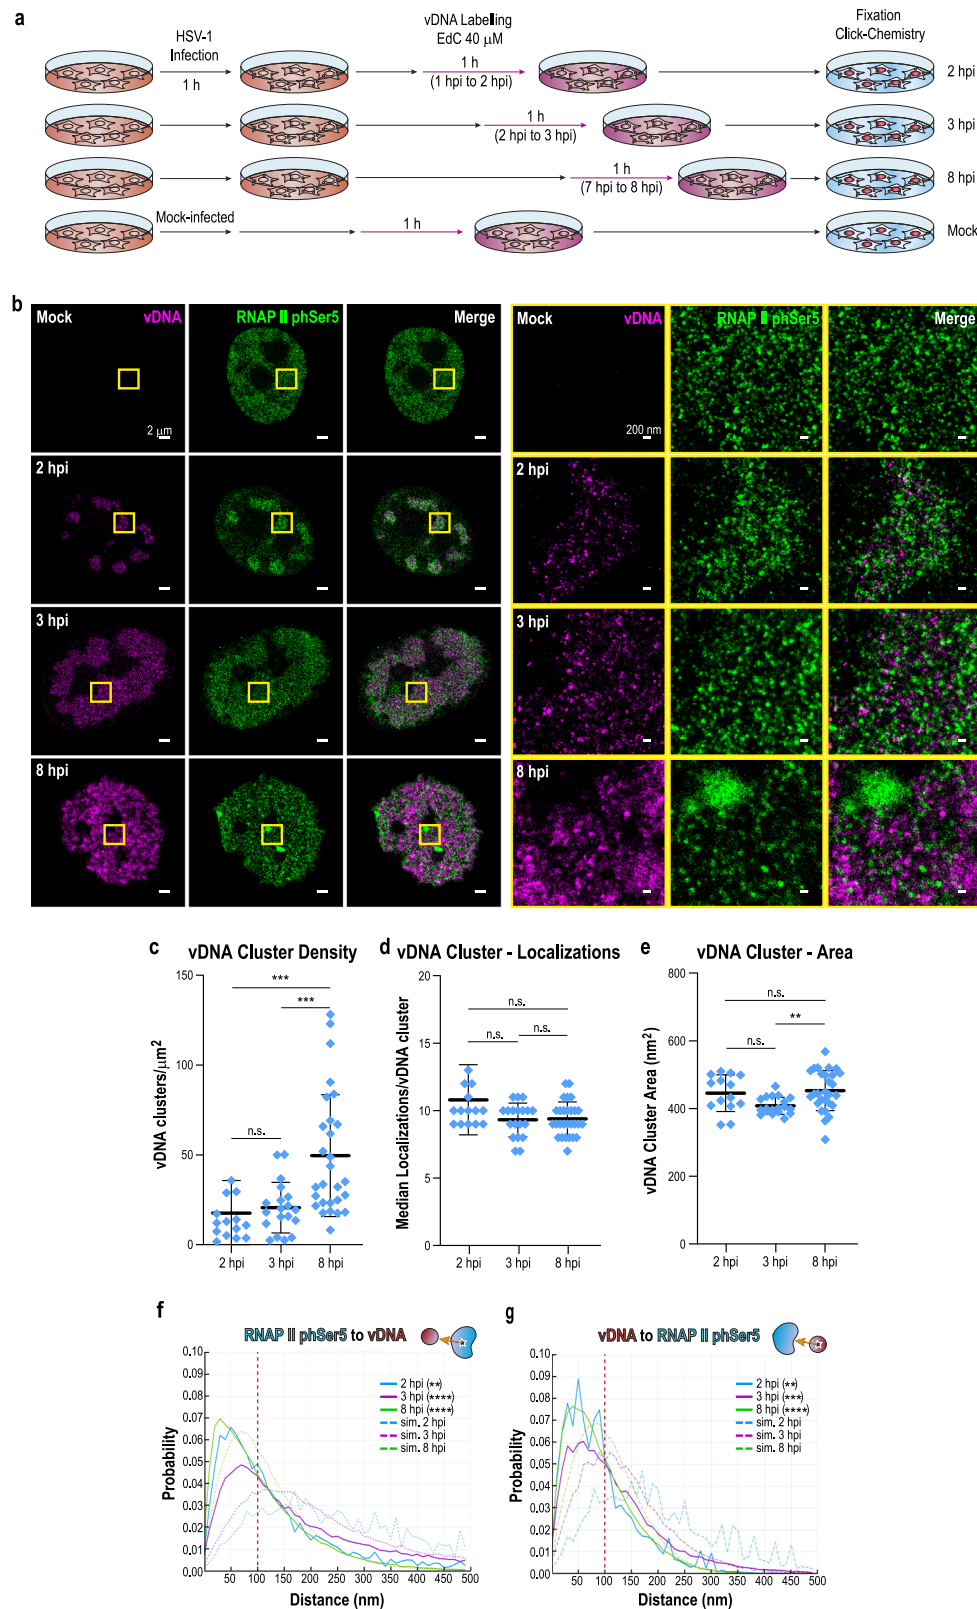 a
HSV-1
Infection
1 h
vDNA Labelling
EdC 40 μM
1 h
(1 hpi to 2 hpi)
Fixation
Click-Chemistry
2 hpi
1 h
(2 hpi to 3 hpi)
3 hpi
1 h
(7 hpi to 8 hpi)
8 hpi
Mock-infected
1 h
Mock
b
Mock vDNA RNAP II phSer5 Merge Mock vDNA RNAP II phSer5 Merge
2 μm 200 nm
2 hpi 2 hpi
3 hpi 3 hpi
8 hpi 8 hpi
c vDNA Cluster Density
vDNA clusters/μm2
150
100
50
0
***
***
n.s.
2 hpi 3 hpi 8 hpi
d vDNA Cluster - Localizations
Median Localizations/vDNA cluster
20
15
10
5
0
n.s.
n.s. n.s.
2 hpi 3 hpi 8 hpi
e vDNA Cluster - Area
vDNA Cluster Area (nm2)
800
600
400
200
0
n.s.
**
n.s.
2 hpi 3 hpi 8 hpi
f RNAP II phSer5 to vDNA
Probability
0.10
0.09
0.08
0.07
0.06
0.05
0.04
0.03
0.02
0.01
0.00
2 hpi (**)
3 hpi (****)
8 hpi (****)
sim. 2 hpi
sim. 3 hpi
sim. 8 hpi
50 100 150 200 250 300 350 400 450 500
Distance (nm)
g vDNA to RNAP II phSer5
Probability
0.10
0.09
0.08
0.07
0.06
0.05
0.04
0.03
0.02
0.01
0.00
2 hpi (**)
3 hpi (***)
8 hpi (****)
sim. 2 hpi
sim. 3 hpi
sim. 8 hpi
50 100 150 200 250 300 350 400 450 500
Distance (nm)